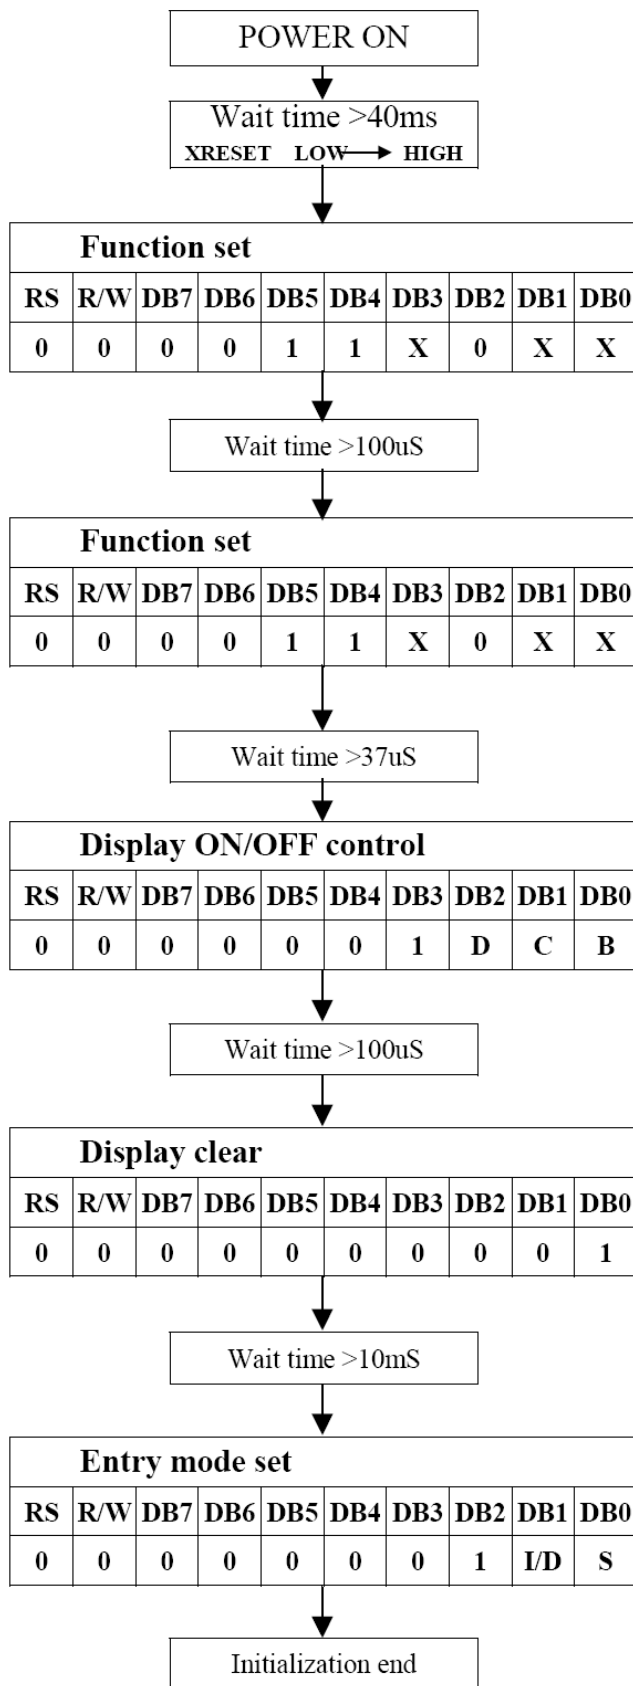 POWER ON
Wait time >40ms
XRESET LOW HIGH
Function set
RS R/W DB7 DB6 DB5 DB4 DB3 DB2 DB1 DB0
0 0 0 0 1 1 X 0 X X
Wait time >100uS
Function set
RS R/W DB7 DB6 DB5 DB4 DB3 DB2 DB1 DB0
0 0 0 0 1 1 X 0 X X
Wait time >37uS
Display ON/OFF control
RS R/W DB7 DB6 DB5 DB4 DB3 DB2 DB1 DB0
0 0 0 0 0 0 1 D C B
Wait time >100uS
Display clear
RS R/W DB7 DB6 DB5 DB4 DB3 DB2 DB1 DB0
0 0 0 0 0 0 0 0 0 1
Wait time >10mS
Entry mode set
RS R/W DB7 DB6 DB5 DB4 DB3 DB2 DB1 DB0
0 0 0 0 0 0 0 1 I/D S
Initialization end